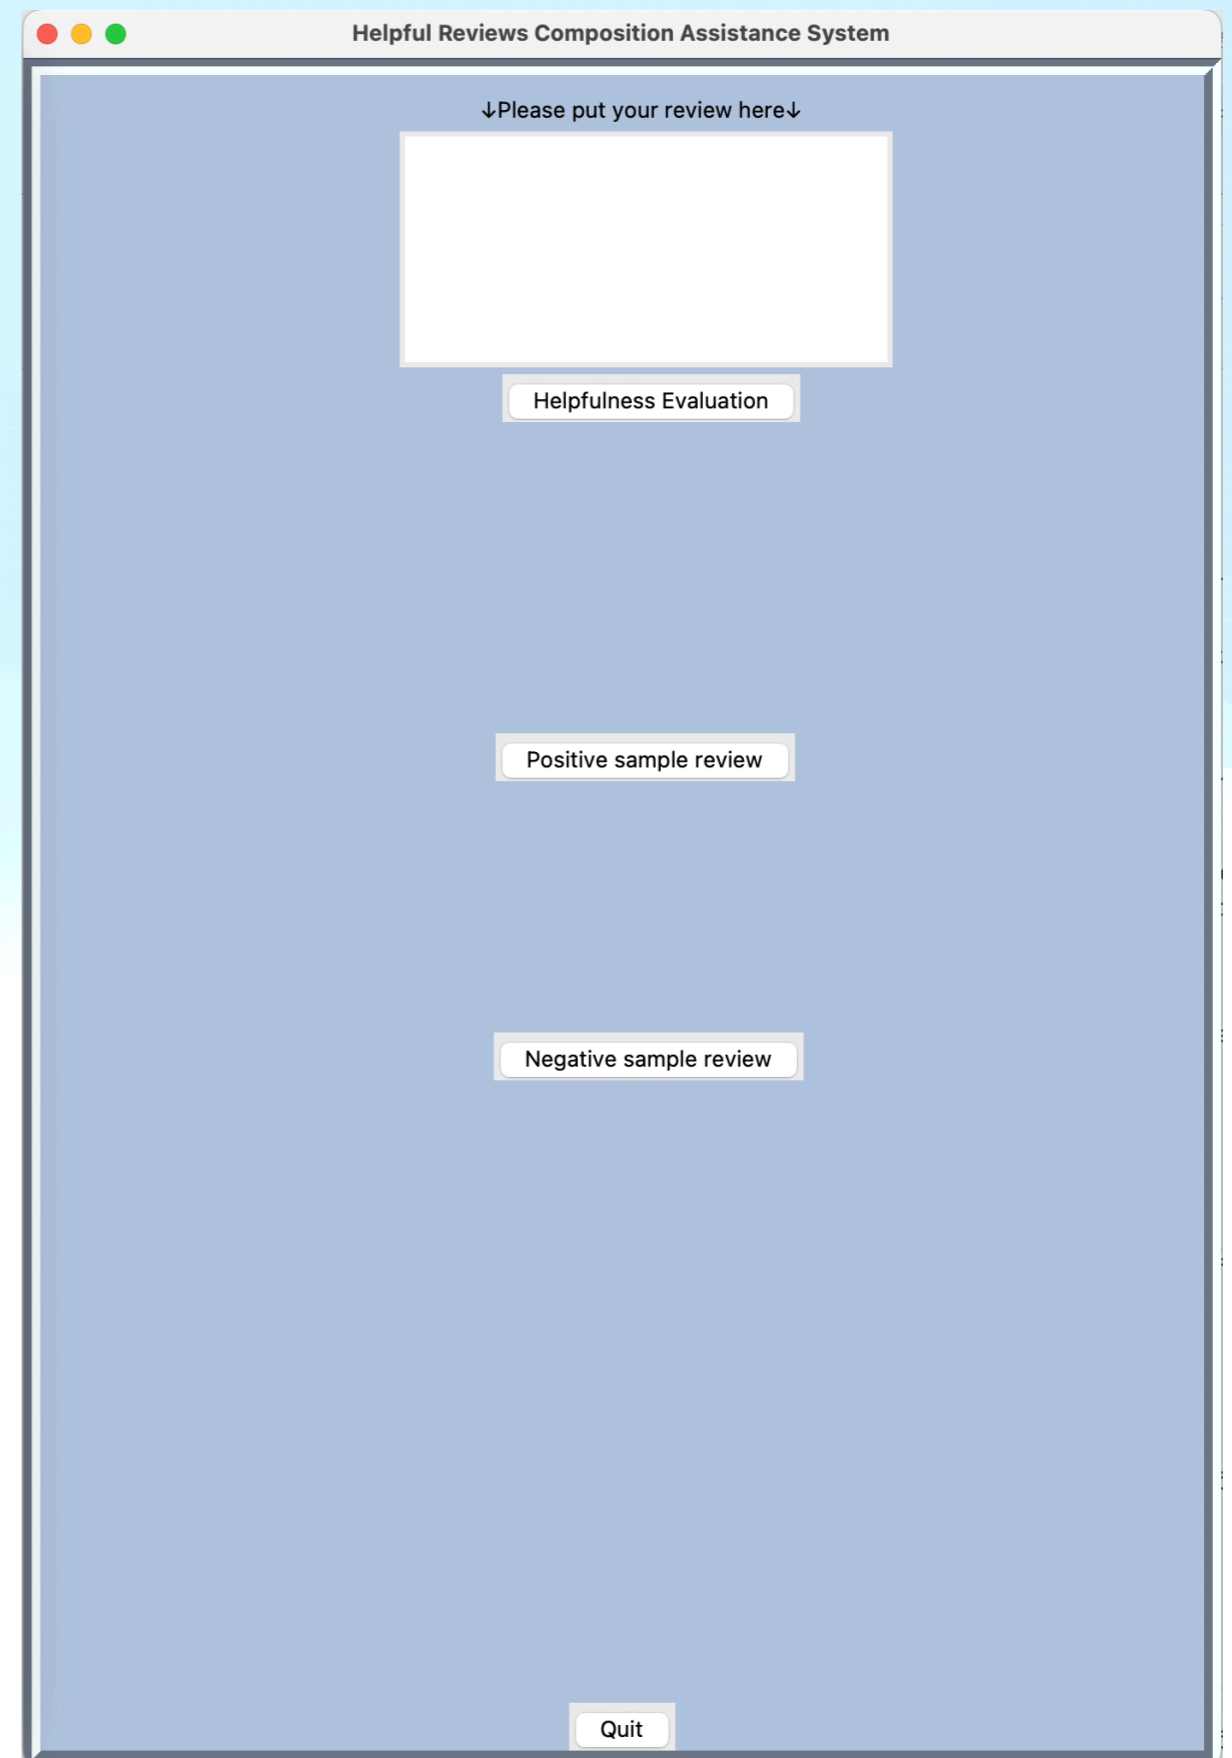 Helpful Reviews Composition Assistance System
↓Please put your review here↓
Helpfulness Evaluation
Positive sample review
Negative sample review
Quit